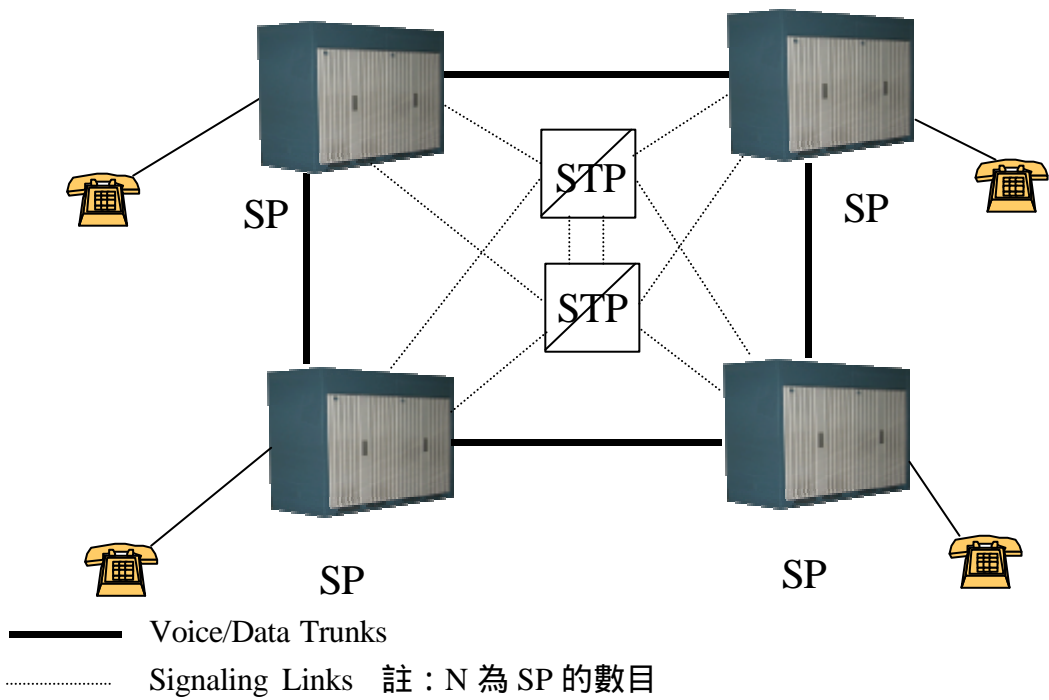 STP
SP
SP
STP
SP
SP
Voice/Data Trunks
Signaling Links 註：N 為 SP 的數目